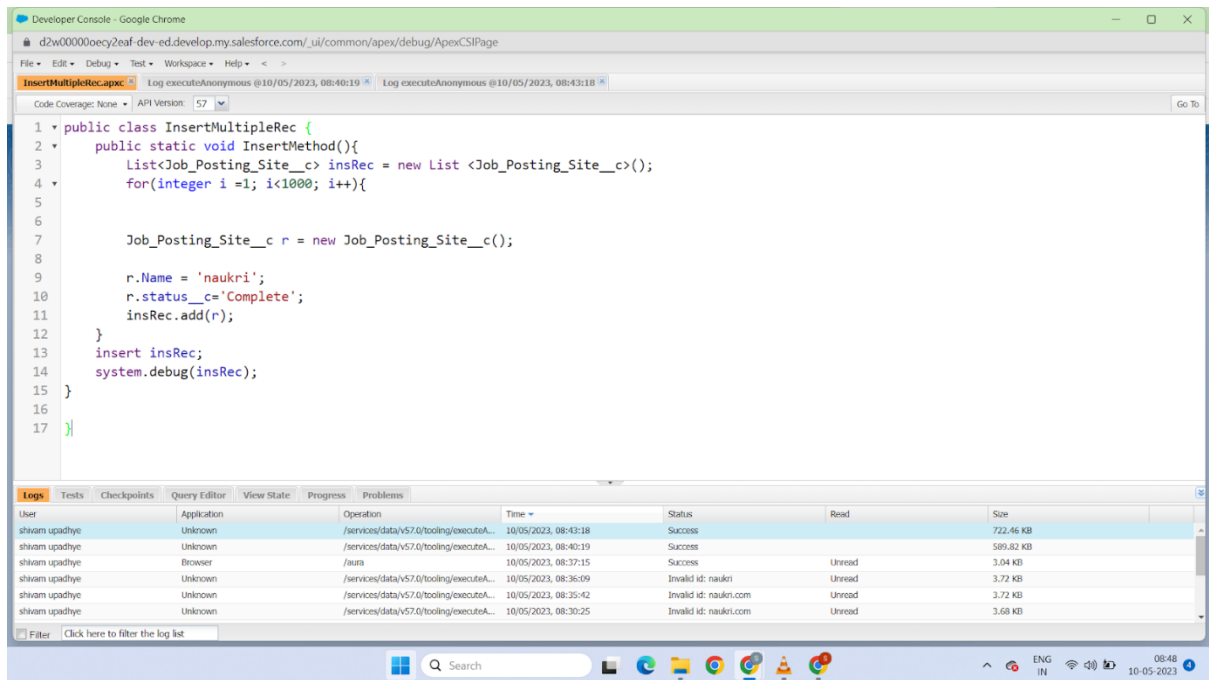 Developer Console - Google Chrome
d2w00000oecy2eaf-dev-ed.develop.my.salesforce.com/_ui/common/apex/debug/ApexCSIPage
File Edit Debug Test Workspace Help < >
InsertMultipleRec.apxc Log executeAnonymous @10/05/2023, 08:40:19 Log executeAnonymous @10/05/2023, 08:43:18
Code Coverage: None API Version: 57 Go To
1 public class InsertMultipleRec {
2 public static void InsertMethod(){
3 List<Job_Posting_Site__c> insRec = new List <Job_Posting_Site__c>();
4 for(integer i =1; i<1000; i++){
5
6
7 Job_Posting_Site__c r = new Job_Posting_Site__c();
8
9 r.Name = 'naukri';
10 r.status__c='Complete';
11 insRec.add(r);
12 }
13 insert insRec;
14 system.debug(insRec);
15 }
16
17 }
Logs Tests Checkpoints Query Editor View State Progress Problems
User Application Operation Time Status Read Size
shivam upadhye Unknown /services/data/v57.0/tooling/executeA... 10/05/2023, 08:43:18 Success 722.46 KB
shivam upadhye Unknown /services/data/v57.0/tooling/executeA... 10/05/2023, 08:40:19 Success 589.82 KB
shivam upadhye Browser /aura 10/05/2023, 08:37:15 Success Unread 3.04 KB
shivam upadhye Unknown /services/data/v57.0/tooling/executeA... 10/05/2023, 08:36:09 Invalid id: naukri Unread 3.72 KB
shivam upadhye Unknown /services/data/v57.0/tooling/executeA... 10/05/2023, 08:35:42 Invalid id: naukri.com Unread 3.72 KB
shivam upadhye Unknown /services/data/v57.0/tooling/executeA... 10/05/2023, 08:30:25 Invalid id: naukri.com Unread 3.68 KB
Filter Click here to filter the log list
Search ENG 08:48
IN 10-05-2023 4